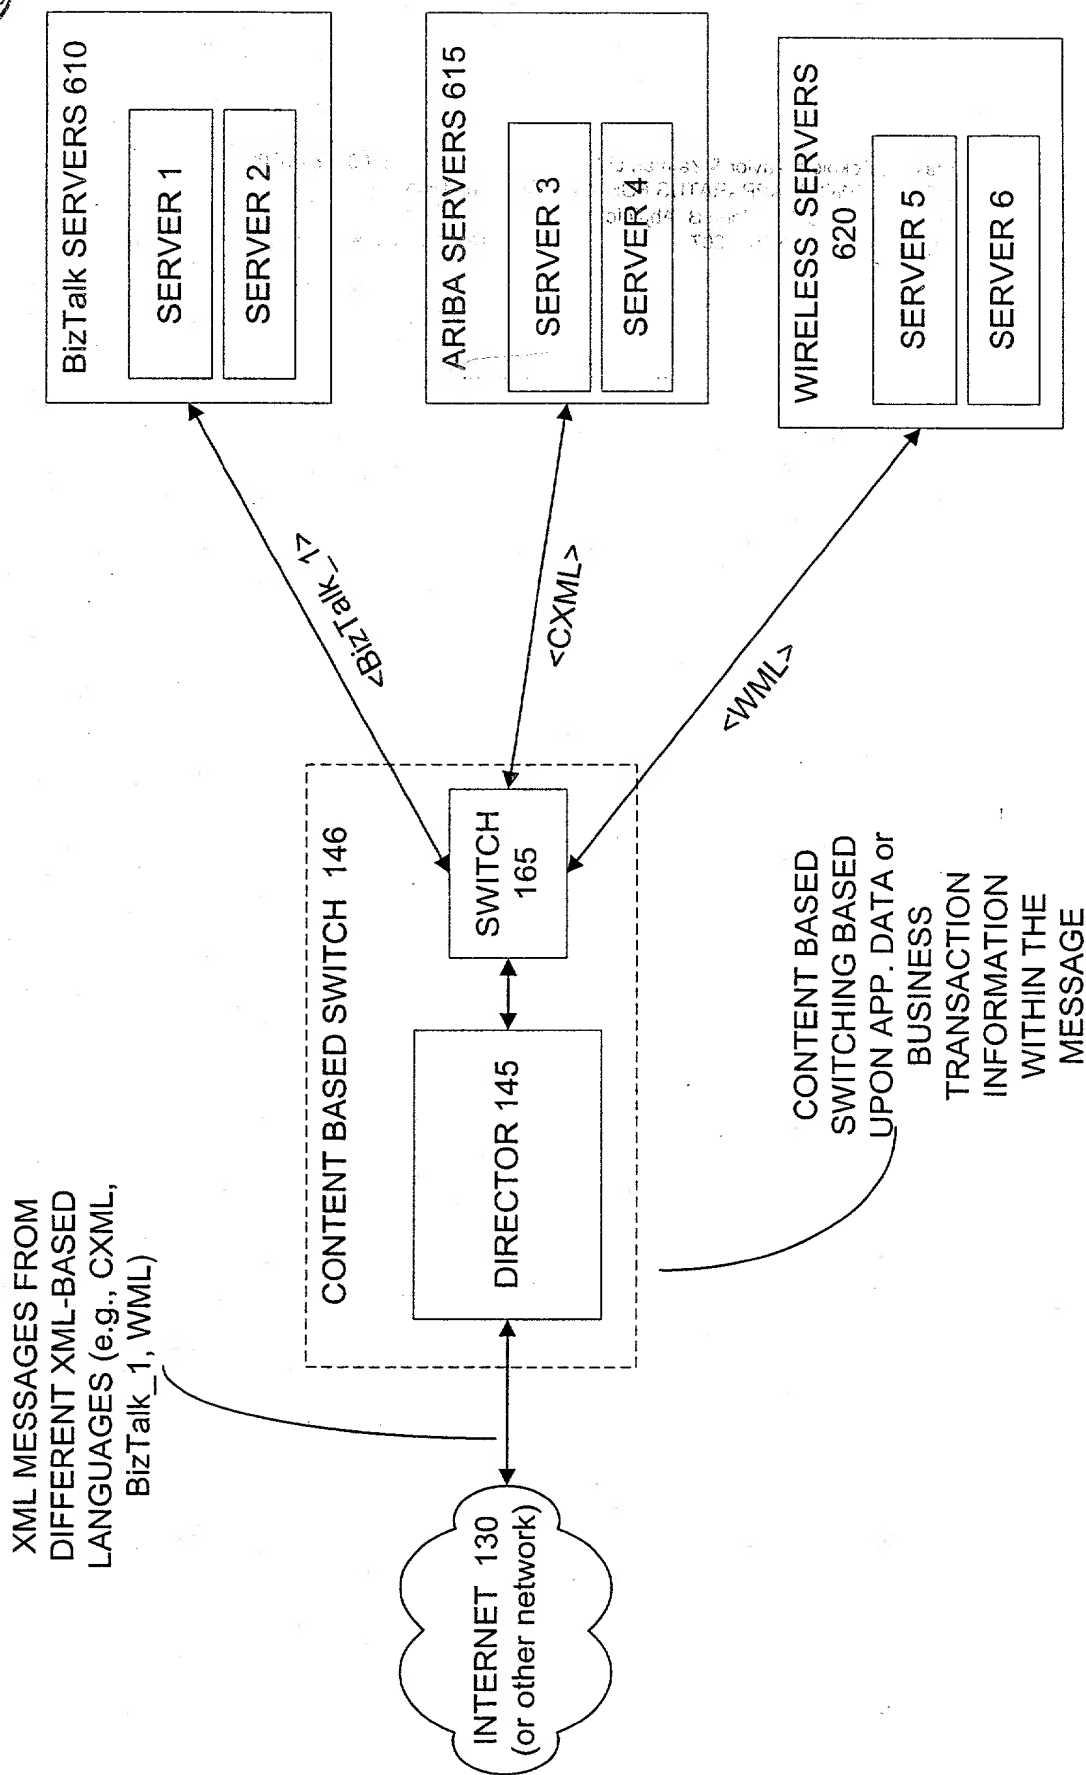 XML MESSAGES FROM
DIFFERENT XML-BASED
LANGUAGES (e.g., CXML,
BizTalk_1, WML)
INTERNET 130
(or other network)
CONTENT BASED SWITCH 146
DIRECTOR 145
SWITCH
165
CONTENT BASED
SWITCHING BASED
UPON APP. DATA or
BUSINESS
TRANSACTION
INFORMATION
WITHIN THE
MESSAGE
<BizTalk_1>
<CXML>
<WML>
BizTalk SERVERS 610
SERVER 1
SERVER 2
ARIBA SERVERS 615
SERVER 3
SERVER 4
WIRELESS SERVERS
620
SERVER 5
SERVER 6